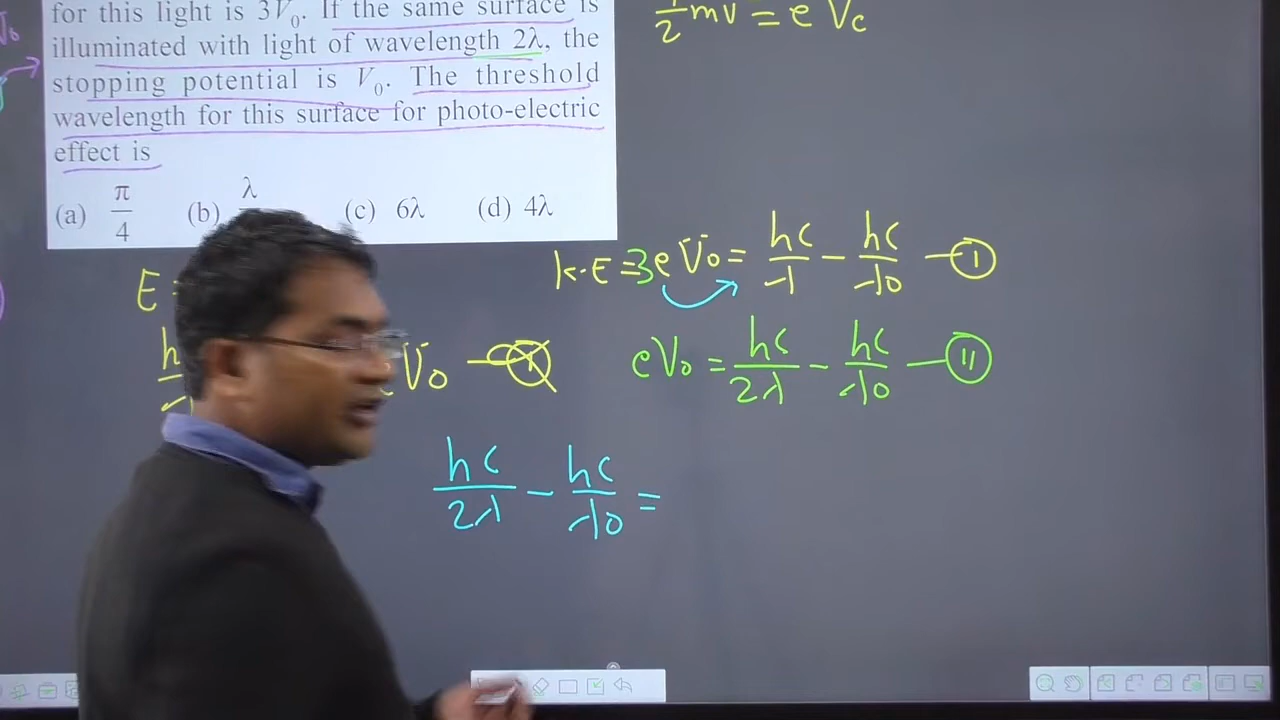 for this light is 3V₀. If the same surface is
illuminated with light of wavelength 2λ, the
stopping potential is V₀. The threshold
wavelength for this surface for photo-electric
effect is
(a) π/4 (b) λ (c) 6λ (d) 4λ
1/2 mv = e Vc
E =
K.E = 3eV₀ = hc/λ - hc/λ0 — I
h V₀ —
eV₀ = hc/2λ - hc/λ0 — II
hc/2λ - hc/λ0 =